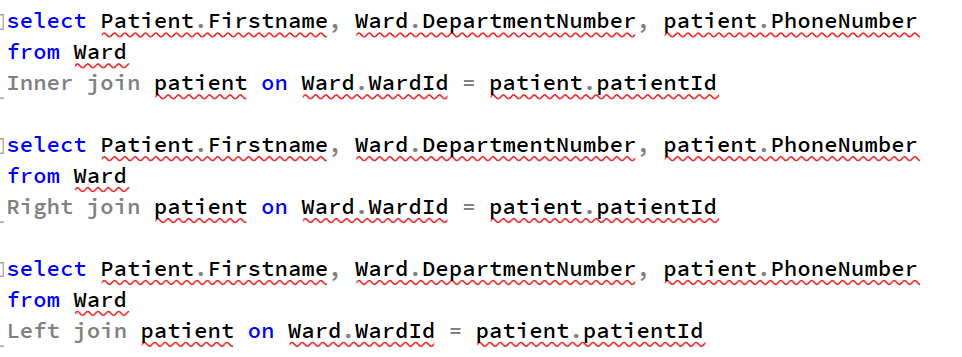 select Patient.Firstname, Ward.DepartmentNumber, patient.PhoneNumber
from Ward
Inner join patient on Ward.WardId = patient.patientId
select Patient.Firstname, Ward.DepartmentNumber, patient.PhoneNumber
from Ward
Right join patient on Ward.WardId = patient.patientId
select Patient.Firstname, Ward.DepartmentNumber, patient.PhoneNumber
from Ward
Left join patient on Ward.WardId = patient.patientId